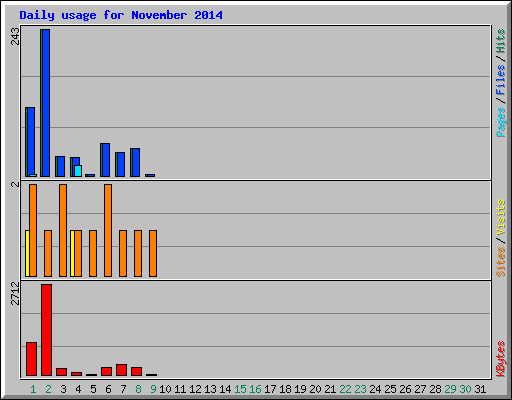 Daily usage for November 2014
243
Pages / Files / Hits
2
Sites / Visits
2712
KBytes
1 2 3 4 5 6 7 8 9 10 11 12 13 14 15 16 17 18 19 20 21 22 23 24 25 26 27 28 29 30 31